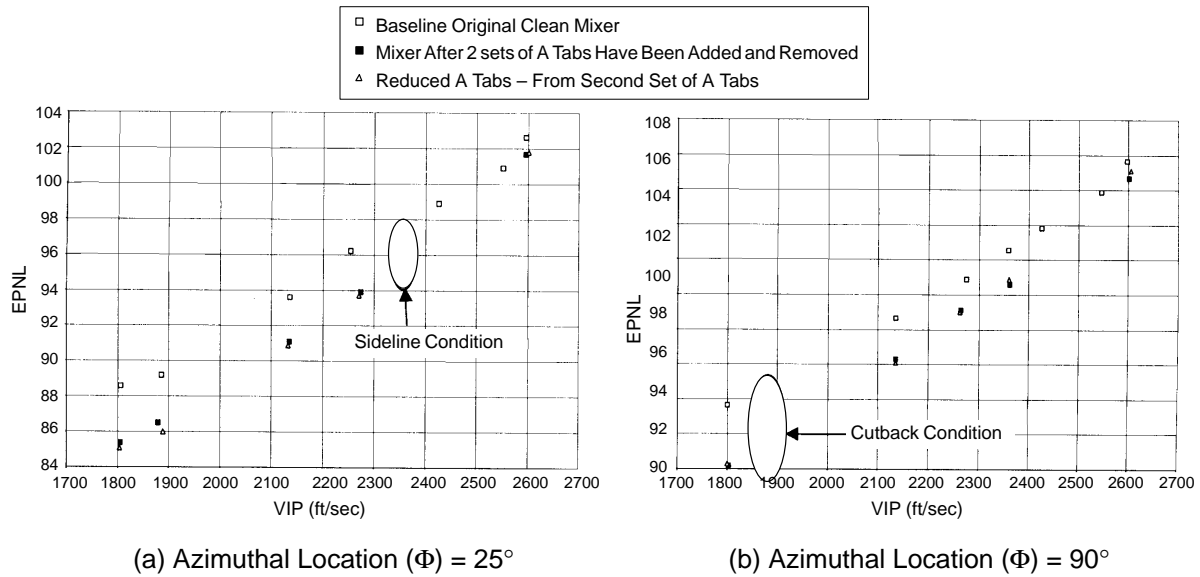 Baseline Original Clean Mixer
Mixer After 2 sets of A Tabs Have Been Added and Removed
Reduced A Tabs – From Second Set of A Tabs
104
102
100
98
96
94
92
90
88
86
84
EPNL
1700 1800 1900 2100 2200 2300 2400 2500 2600 2700
VIP (ft/sec)
Sideline Condition
(a) Azimuthal Location (Φ) = 25°
108
106
104
102
100
98
96
94
92
90
EPNL
1700 1800 1900 2000 2100 2200 2300 2400 2500 2600 2700
VIP (ft/sec)
Cutback Condition
(b) Azimuthal Location (Φ) = 90°